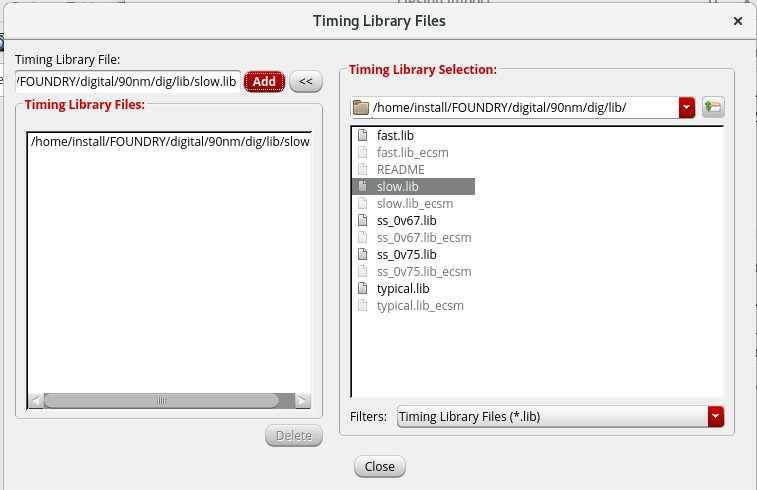 Timing Library Files
Timing Library File:
/FOUNDRY/digital/90nm/dig/lib/slow.lib
Add
<<
Timing Library Files:
/home/install/FOUNDRY/digital/90nm/dig/lib/slow.
Delete
Timing Library Selection:
/home/install/FOUNDRY/digital/90nm/dig/lib/
fast.lib
fast.lib_ecsm
README
slow.lib
slow.lib_ecsm
ss_0v67.lib
ss_0v67.lib_ecsm
ss_0v75.lib
ss_0v75.lib_ecsm
typical.lib
typical.lib_ecsm
Filters:
Timing Library Files (*.lib)
Close